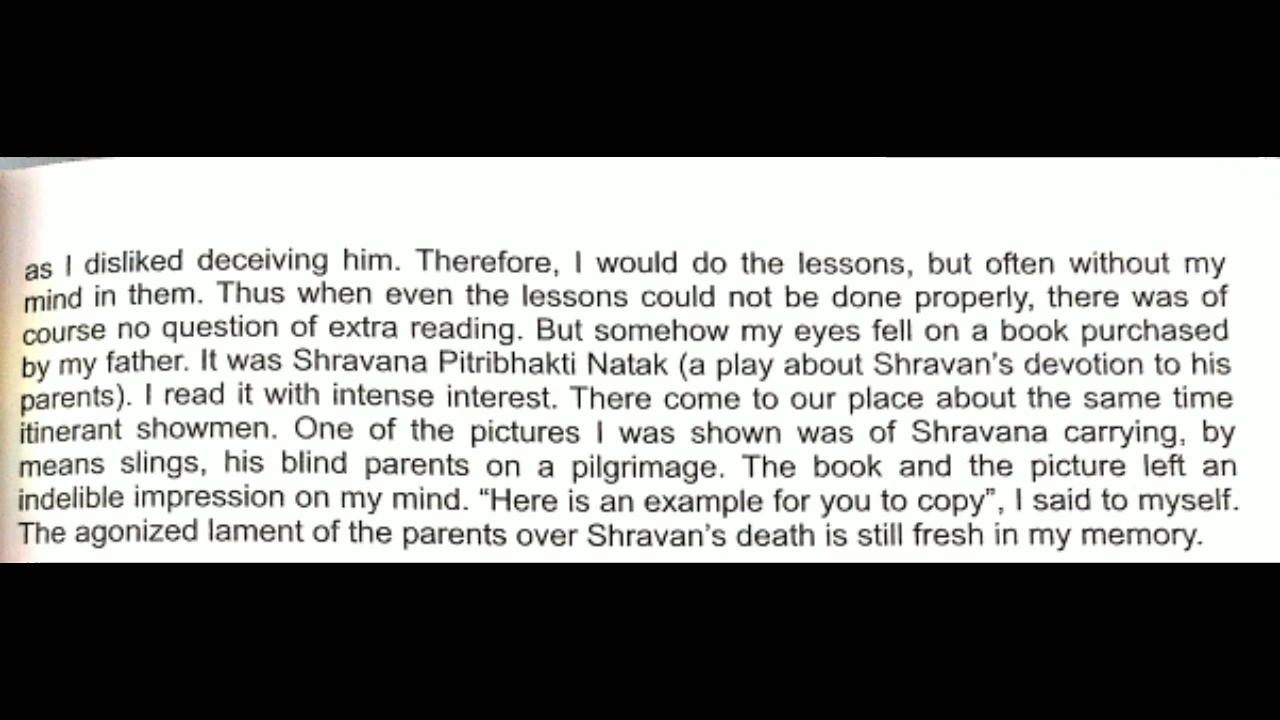 as I disliked deceiving him. Therefore, I would do the lessons, but often without my
mind in them. Thus when even the lessons could not be done properly, there was of
course no question of extra reading. But somehow my eyes fell on a book purchased
by my father. It was Shravana Pitribhakti Natak (a play about Shravan's devotion to his
parents). I read it with intense interest. There come to our place about the same time
itinerant showmen. One of the pictures I was shown was of Shravana carrying, by
means slings, his blind parents on a pilgrimage. The book and the picture left an
indelible impression on my mind. “Here is an example for you to copy”, I said to myself.
The agonized lament of the parents over Shravan's death is still fresh in my memory.